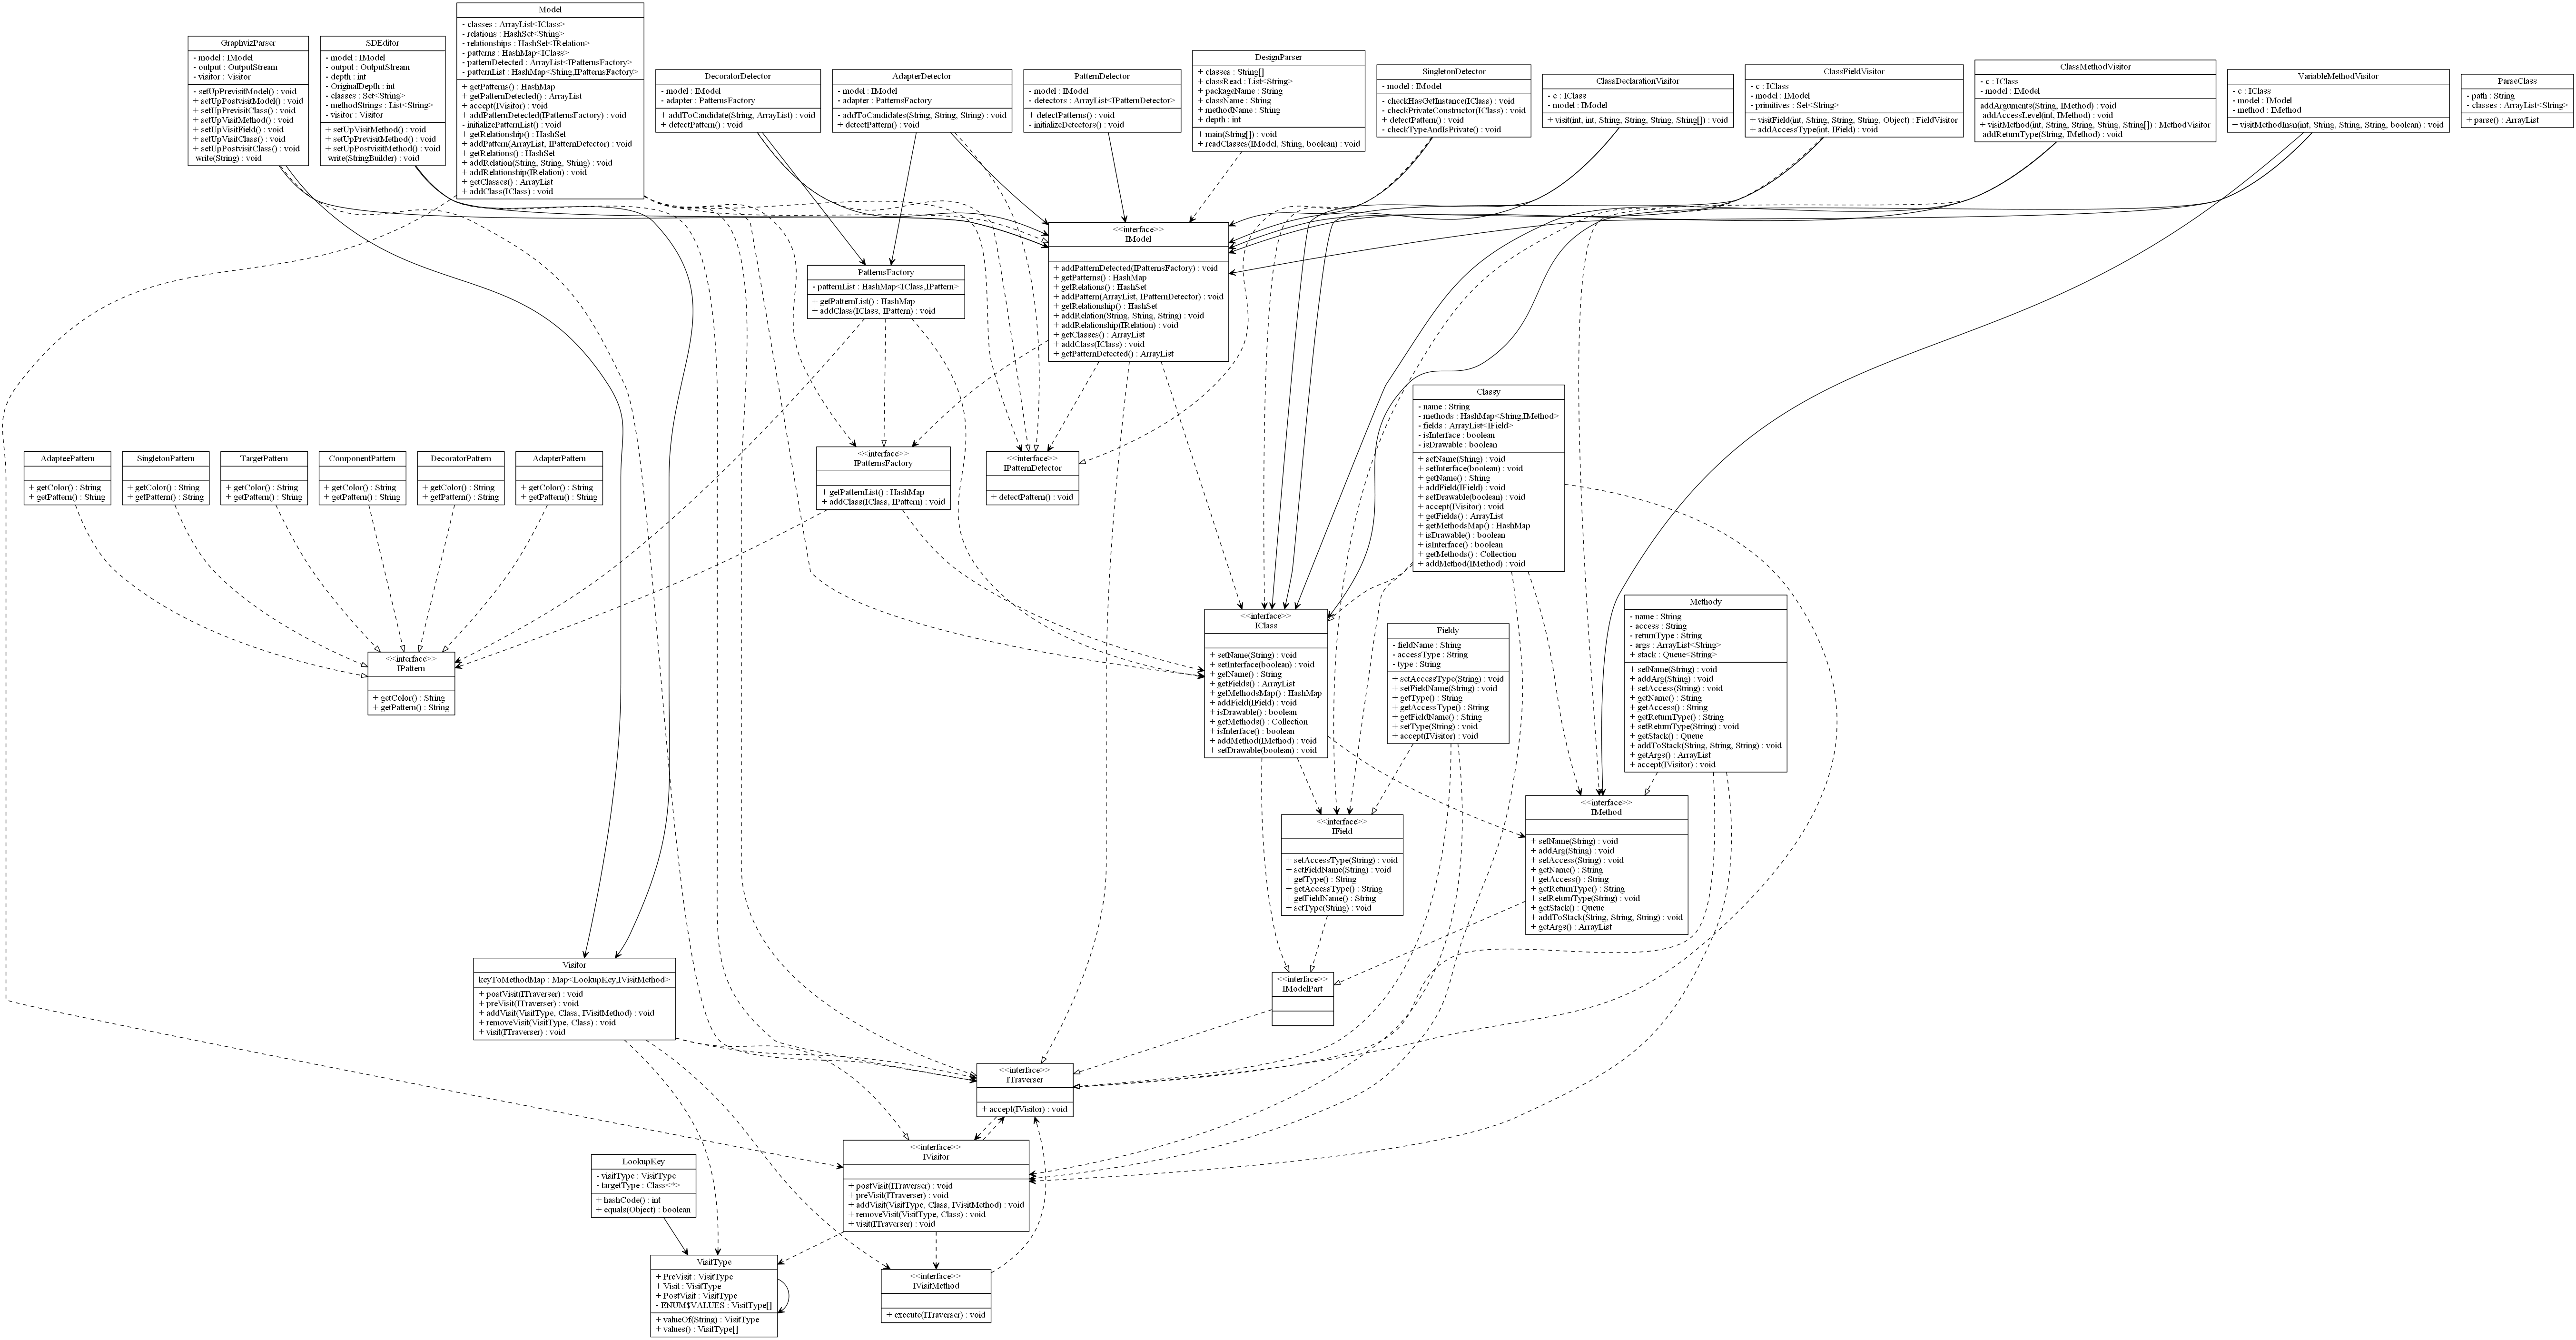 Model
- classes : ArrayList<IClass>
- relations : HashSet<String>
- relationships : HashSet<IRelation>
- patterns : HashMap<IClass>
- patternDetected : ArrayList<IPatternsFactory>
- patternList : HashMap<String,IPatternsFactory>
+ getPatterns() : HashMap
+ getPatternDetected() : ArrayList
+ accept(IVisitor) : void
+ addPatternDetected(IPatternsFactory) : void
- initializePatternList() : void
+ getRelationship() : HashSet
+ addPattern(ArrayList, IPatternDetector) : void
+ getRelations() : HashSet
+ addRelation(String, String, String) : void
+ addRelationship(IRelation) : void
+ getClasses() : ArrayList
+ addClass(IClass) : void
GraphvizParser
- model : IModel
- output : OutputStream
- visitor : Visitor
- setUpPrevisitModel() : void
+ setUpPostvisitModel() : void
+ setUpPrevisitClass() : void
+ setUpVisitMethod() : void
+ setUpVisitField() : void
+ setUpVisitClass() : void
+ setUpPostvisitClass() : void
write(String) : void
SDEditor
- model : IModel
- output : OutputStream
- depth : int
- OriginalDepth : int
- classes : Set<String>
- methodStrings : List<String>
- visitor : Visitor
+ setUpVisitMethod() : void
+ setUpPrevisitMethod() : void
+ setUpPostvisitMethod() : void
write(StringBuilder) : void
DecoratorDetector
- model : IModel
- adapter : PatternsFactory
+ addToCandidate(String, ArrayList) : void
+ detectPattern() : void
AdapterDetector
- model : IModel
- adapter : PatternsFactory
- addToCandidates(String, String, String) : void
+ detectPattern() : void
PatternDetector
- model : IModel
- detectors : ArrayList<IPatternDetector>
+ detectPatterns() : void
- initializeDetectors() : void
DesignParser
+ classes : String[]
+ classRead : List<String>
+ packageName : String
+ className : String
+ methodName : String
+ depth : int
+ main(String[]) : void
+ readClasses(IModel, String, boolean) : void
SingletonDetector
- model : IModel
- checkHasGetInstance(IClass) : void
- checkPrivateConstructor(IClass) : void
+ detectPattern() : void
- checkTypeAndIsPrivate() : void
ClassDeclarationVisitor
- c : IClass
- model : IModel
+ visit(int, int, String, String, String, String[]) : void
ClassFieldVisitor
- c : IClass
- model : IModel
- primitives : Set<String>
+ visitField(int, String, String, String, Object) : FieldVisitor
+ addAccessType(int, IField) : void
ClassMethodVisitor
- c : IClass
- model : IModel
addArguments(String, IMethod) : void
addAccessLevel(int, IMethod) : void
+ visitMethod(int, String, String, String, String[]) : MethodVisitor
addReturnType(String, IMethod) : void
VariableMethodVisitor
- c : IClass
- model : IModel
- method : IMethod
+ visitMethodInsn(int, String, String, String, boolean) : void
ParseClass
- path : String
- classes : ArrayList<String>
+ parse() : ArrayList
<<interface>>
IModel
+ addPatternDetected(IPatternsFactory) : void
+ getPatterns() : HashMap
+ getRelations() : HashSet
+ addPattern(ArrayList, IPatternDetector) : void
+ getRelationship() : HashSet
+ addRelation(String, String, String) : void
+ addRelationship(IRelation) : void
+ getClasses() : ArrayList
+ addClass(IClass) : void
+ getPatternDetected() : ArrayList
PatternsFactory
- patternList : HashMap<IClass,IPattern>
+ getPatternList() : HashMap
+ addClass(IClass, IPattern) : void
Classy
- name : String
- methods : HashMap<String,IMethod>
- fields : ArrayList<IField>
- isInterface : boolean
- isDrawable : boolean
+ setName(String) : void
+ setInterface(boolean) : void
+ getName() : String
+ addField(IField) : void
+ setDrawable(boolean) : void
+ accept(IVisitor) : void
+ getFields() : ArrayList
+ getMethodsMap() : HashMap
+ isDrawable() : boolean
+ isInterface() : boolean
+ getMethods() : Collection
+ addMethod(IMethod) : void
AdapteePattern
+ getColor() : String
+ getPattern() : String
SingletonPattern
+ getColor() : String
+ getPattern() : String
TargetPattern
+ getColor() : String
+ getPattern() : String
ComponentPattern
+ getColor() : String
+ getPattern() : String
DecoratorPattern
+ getColor() : String
+ getPattern() : String
AdapterPattern
+ getColor() : String
+ getPattern() : String
<<interface>>
IPatternsFactory
+ getPatternList() : HashMap
+ addClass(IClass, IPattern) : void
<<interface>>
IPatternDetector
+ detectPattern() : void
<<interface>>
IPattern
+ getColor() : String
+ getPattern() : String
<<interface>>
IClass
+ setName(String) : void
+ setInterface(boolean) : void
+ getName() : String
+ getFields() : ArrayList
+ getMethodsMap() : HashMap
+ addField(IField) : void
+ isDrawable() : boolean
+ getMethods() : Collection
+ isInterface() : boolean
+ addMethod(IMethod) : void
+ setDrawable(boolean) : void
Fieldy
- fieldName : String
- accessType : String
- type : String
+ setAccessType(String) : void
+ setFieldName(String) : void
+ getType() : String
+ getAccessType() : String
+ getFieldName() : String
+ setType(String) : void
+ accept(IVisitor) : void
Methody
- name : String
- access : String
- returnType : String
- args : ArrayList<String>
+ stack : Queue<String>
+ setName(String) : void
+ addArg(String) : void
+ setAccess(String) : void
+ getName() : String
+ getAccess() : String
+ getReturnType() : String
+ setReturnType(String) : void
+ getStack() : Queue
+ addToStack(String, String, String) : void
+ getArgs() : ArrayList
+ accept(IVisitor) : void
<<interface>>
IField
+ setAccessType(String) : void
+ setFieldName(String) : void
+ getType() : String
+ getAccessType() : String
+ getFieldName() : String
+ setType(String) : void
<<interface>>
IMethod
+ setName(String) : void
+ addArg(String) : void
+ setAccess(String) : void
+ getName() : String
+ getAccess() : String
+ getReturnType() : String
+ setReturnType(String) : void
+ getStack() : Queue
+ addToStack(String, String, String) : void
+ getArgs() : ArrayList
Visitor
keyToMethodMap : Map<LookupKey,IVisitMethod>
+ postVisit(ITraverser) : void
+ preVisit(ITraverser) : void
+ addVisit(VisitType, Class, IVisitMethod) : void
+ removeVisit(VisitType, Class) : void
+ visit(ITraverser) : void
<<interface>>
IModelPart
<<interface>>
ITraverser
+ accept(IVisitor) : void
<<interface>>
IVisitor
+ postVisit(ITraverser) : void
+ preVisit(ITraverser) : void
+ addVisit(VisitType, Class, IVisitMethod) : void
+ removeVisit(VisitType, Class) : void
+ visit(ITraverser) : void
LookupKey
- visitType : VisitType
- targetType : Class<*>
+ hashCode() : int
+ equals(Object) : boolean
VisitType
+ PreVisit : VisitType
+ Visit : VisitType
+ PostVisit : VisitType
- ENUM$VALUES : VisitType[]
+ valueOf(String) : VisitType
+ values() : VisitType[]
<<interface>>
IVisitMethod
+ execute(ITraverser) : void